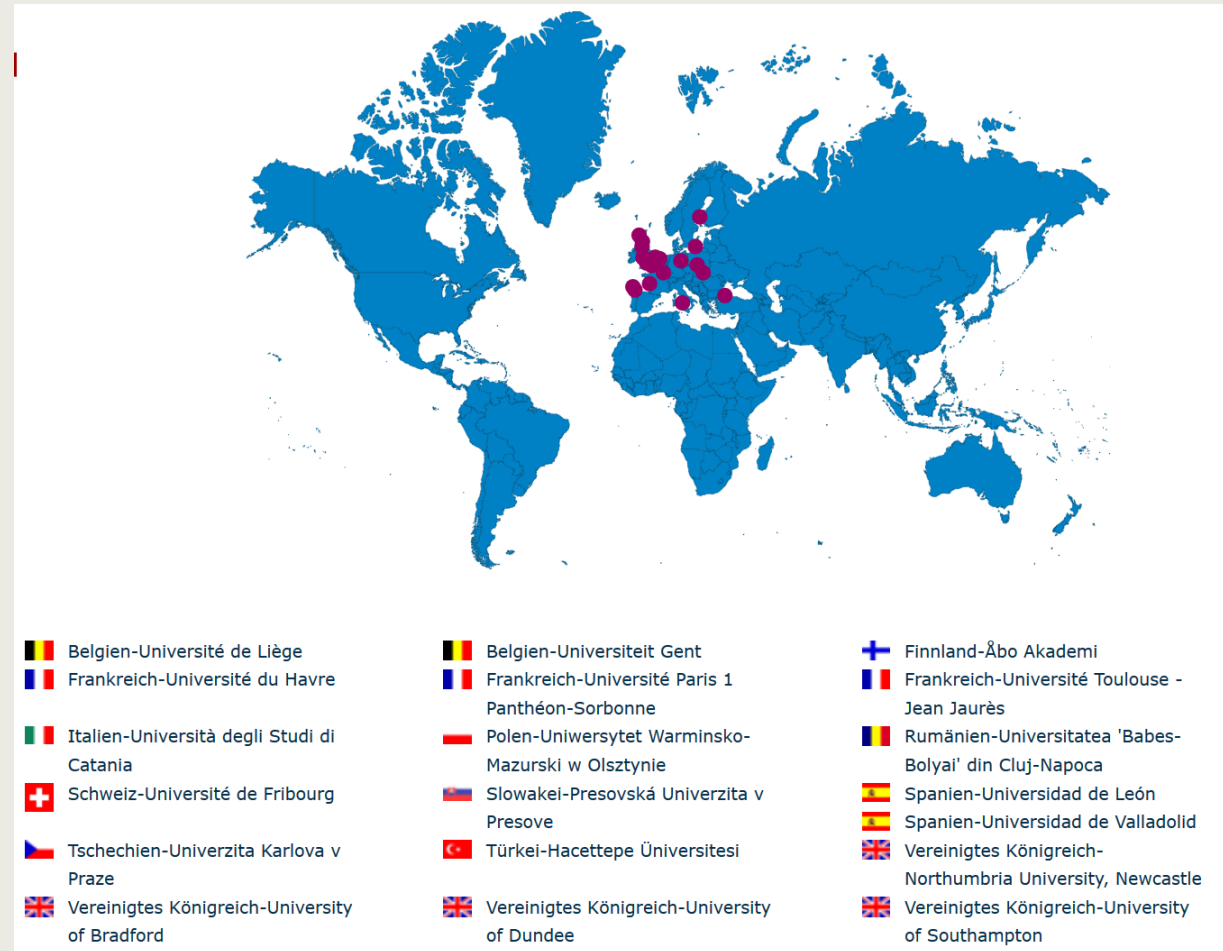 Belgien-Université de Liège
Belgien-Universiteit Gent
Finnland-Åbo Akademi
Frankreich-Université du Havre
Frankreich-Université Paris 1
Panthéon-Sorbonne
Frankreich-Université Toulouse -
Jean Jaurès
Italien-Università degli Studi di
Catania
Polen-Uniwersytet Warminsko-
Mazurski w Olsztynie
Rumänien-Universitatea 'Babes-
Bolyai' din Cluj-Napoca
Schweiz-Université de Fribourg
Slowakei-Presovská Univerzita v
Presove
Spanien-Universidad de León
Spanien-Universidad de Valladolid
Tschechien-Univerzita Karlova v
Praze
Türkei-Hacettepe Üniversitesi
Vereinigtes Königreich-
Northumbria University, Newcastle
Vereinigtes Königreich-University
of Bradford
Vereinigtes Königreich-University
of Dundee
Vereinigtes Königreich-University
of Southampton